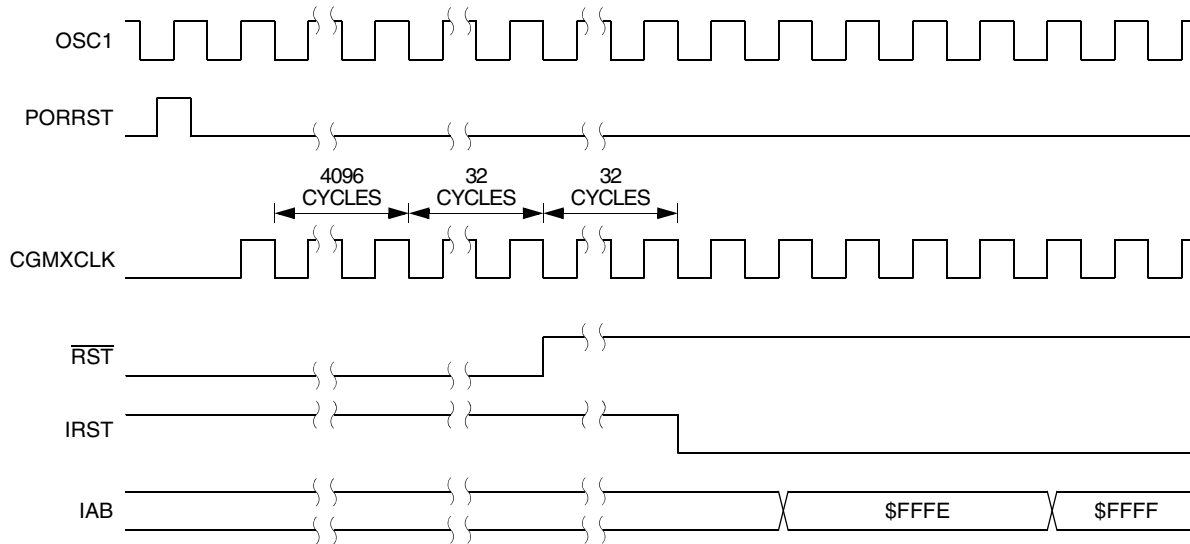 OSC1
PORRST
4096
CYCLES
32
CYCLES
32
CYCLES
CGMXCLK
RST
IRST
IAB
$FFFE
$FFFF